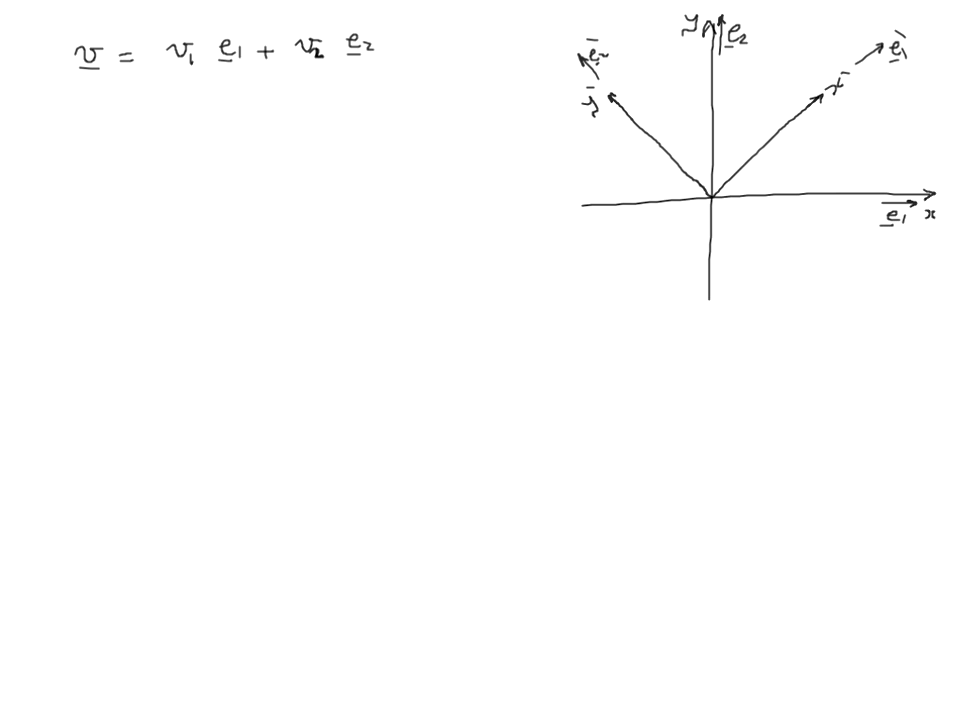 v = v₁ e₁ + v₂ e₂
y e₂
ē₂ ȳ
x̄ ē₁
e₁ x